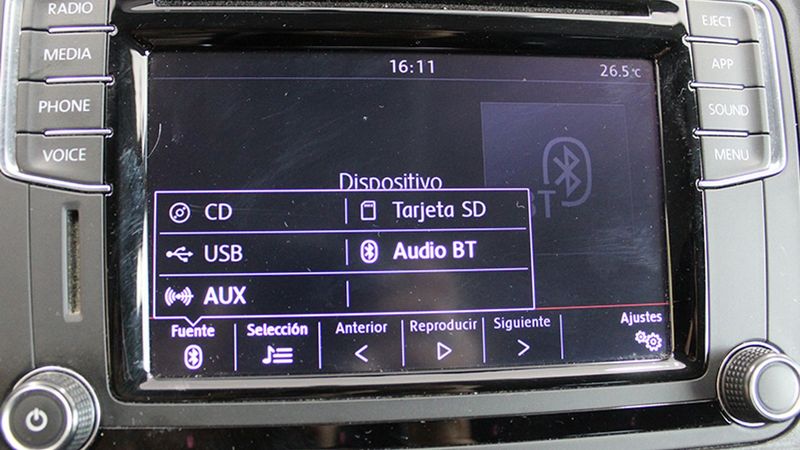 RADIO
MEDIA
PHONE
VOICE
EJECT
APP
SOUND
MENU
16:11
26.5°C
Dispositivo
BT
CD
Tarjeta SD
USB
Audio BT
AUX
Fuente
Selección
Anterior
Reproducir
Siguiente
Ajustes